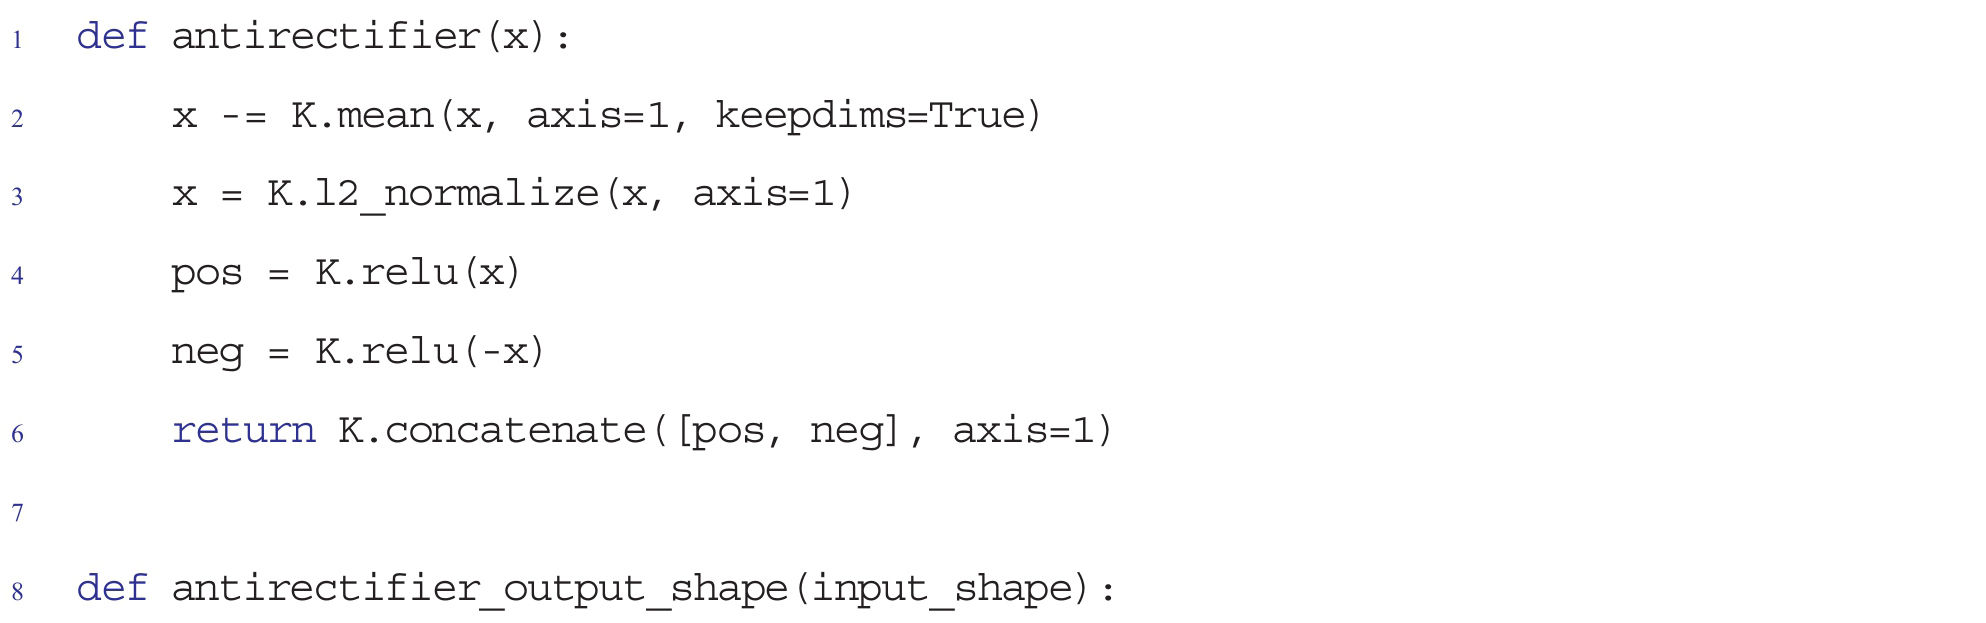 1 def antirectifier(x):
2     x -= K.mean(x, axis=1, keepdims=True)
3     x = K.l2_normalize(x, axis=1)
4     pos = K.relu(x)
5     neg = K.relu(-x)
6     return K.concatenate([pos, neg], axis=1)
7
8 def antirectifier_output_shape(input_shape):